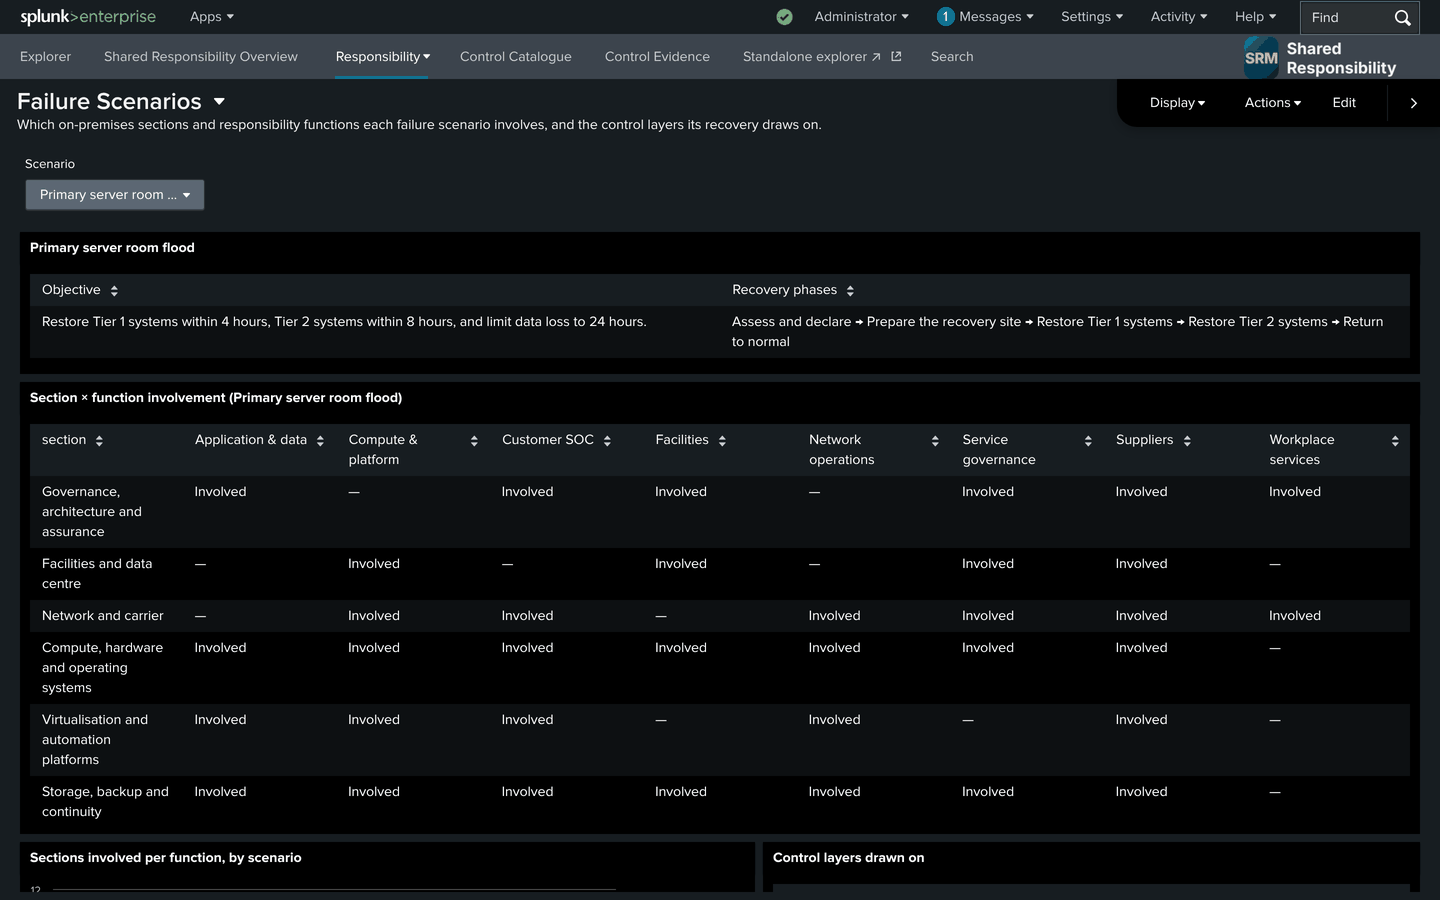 splunk>enterprise Apps Administrator 1 Messages Settings Activity Help Find
Explorer Shared Responsibility Overview Responsibility Control Catalogue Control Evidence Standalone explorer ↗ Search SRM Shared Responsibility
Failure Scenarios
Display Actions Edit
Which on-premises sections and responsibility functions each failure scenario involves, and the control layers its recovery draws on.
Scenario
Primary server room ...
Primary server room flood
Objective Recovery phases
Restore Tier 1 systems within 4 hours, Tier 2 systems within 8 hours, and limit data loss to 24 hours. Assess and declare → Prepare the recovery site → Restore Tier 1 systems → Restore Tier 2 systems → Return
to normal
Section × function involvement (Primary server room flood)
section Application & data Compute & platform Customer SOC Facilities Network operations Service governance Suppliers Workplace services
Governance, architecture and assurance Involved — Involved Involved — Involved Involved Involved
Facilities and data centre — Involved — Involved — Involved Involved —
Network and carrier — Involved Involved — Involved Involved Involved Involved
Compute, hardware and operating systems Involved Involved Involved Involved Involved Involved Involved —
Virtualisation and automation platforms Involved Involved Involved — Involved — Involved —
Storage, backup and continuity Involved Involved Involved Involved Involved Involved Involved —
Sections involved per function, by scenario
12
Control layers drawn on